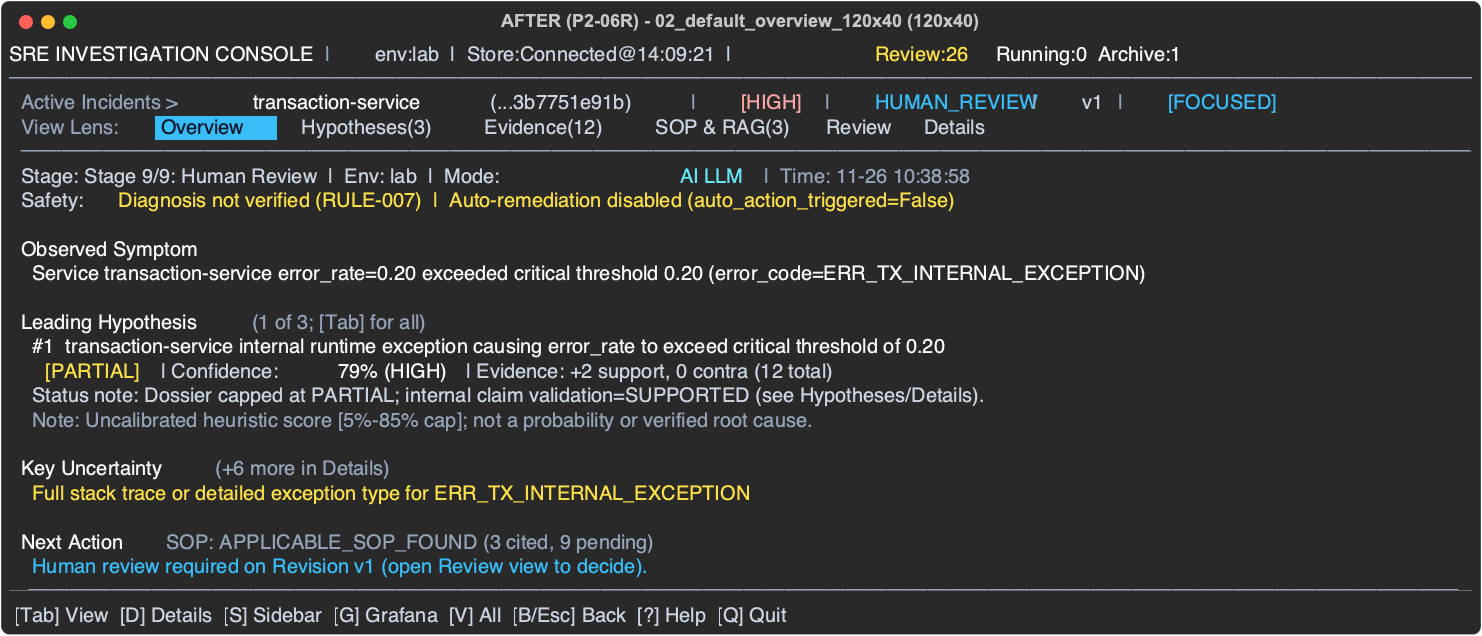 AFTER (P2-06R) - 02_default_overview_120x40 (120x40)
SRE INVESTIGATION CONSOLE | env:lab | Store:Connected@14:09:21 | Review:26 Running:0 Archive:1
Active Incidents > transaction-service (...3b7751e91b) | [HIGH] | HUMAN_REVIEW v1 | [FOCUSED]
View Lens: Overview Hypotheses(3) Evidence(12) SOP & RAG(3) Review Details
Stage: Stage 9/9: Human Review | Env: lab | Mode: AI LLM | Time: 11-26 10:38:58
Safety: Diagnosis not verified (RULE-007) | Auto-remediation disabled (auto_action_triggered=False)
Observed Symptom
Service transaction-service error_rate=0.20 exceeded critical threshold 0.20 (error_code=ERR_TX_INTERNAL_EXCEPTION)
Leading Hypothesis (1 of 3; [Tab] for all)
#1 transaction-service internal runtime exception causing error_rate to exceed critical threshold of 0.20
[PARTIAL] | Confidence: 79% (HIGH) | Evidence: +2 support, 0 contra (12 total)
Status note: Dossier capped at PARTIAL; internal claim validation=SUPPORTED (see Hypotheses/Details).
Note: Uncalibrated heuristic score [5%-85% cap]; not a probability or verified root cause.
Key Uncertainty (+6 more in Details)
Full stack trace or detailed exception type for ERR_TX_INTERNAL_EXCEPTION
Next Action SOP: APPLICABLE_SOP_FOUND (3 cited, 9 pending)
Human review required on Revision v1 (open Review view to decide).
[Tab] View [D] Details [S] Sidebar [G] Grafana [V] All [B/Esc] Back [?] Help [Q] Quit